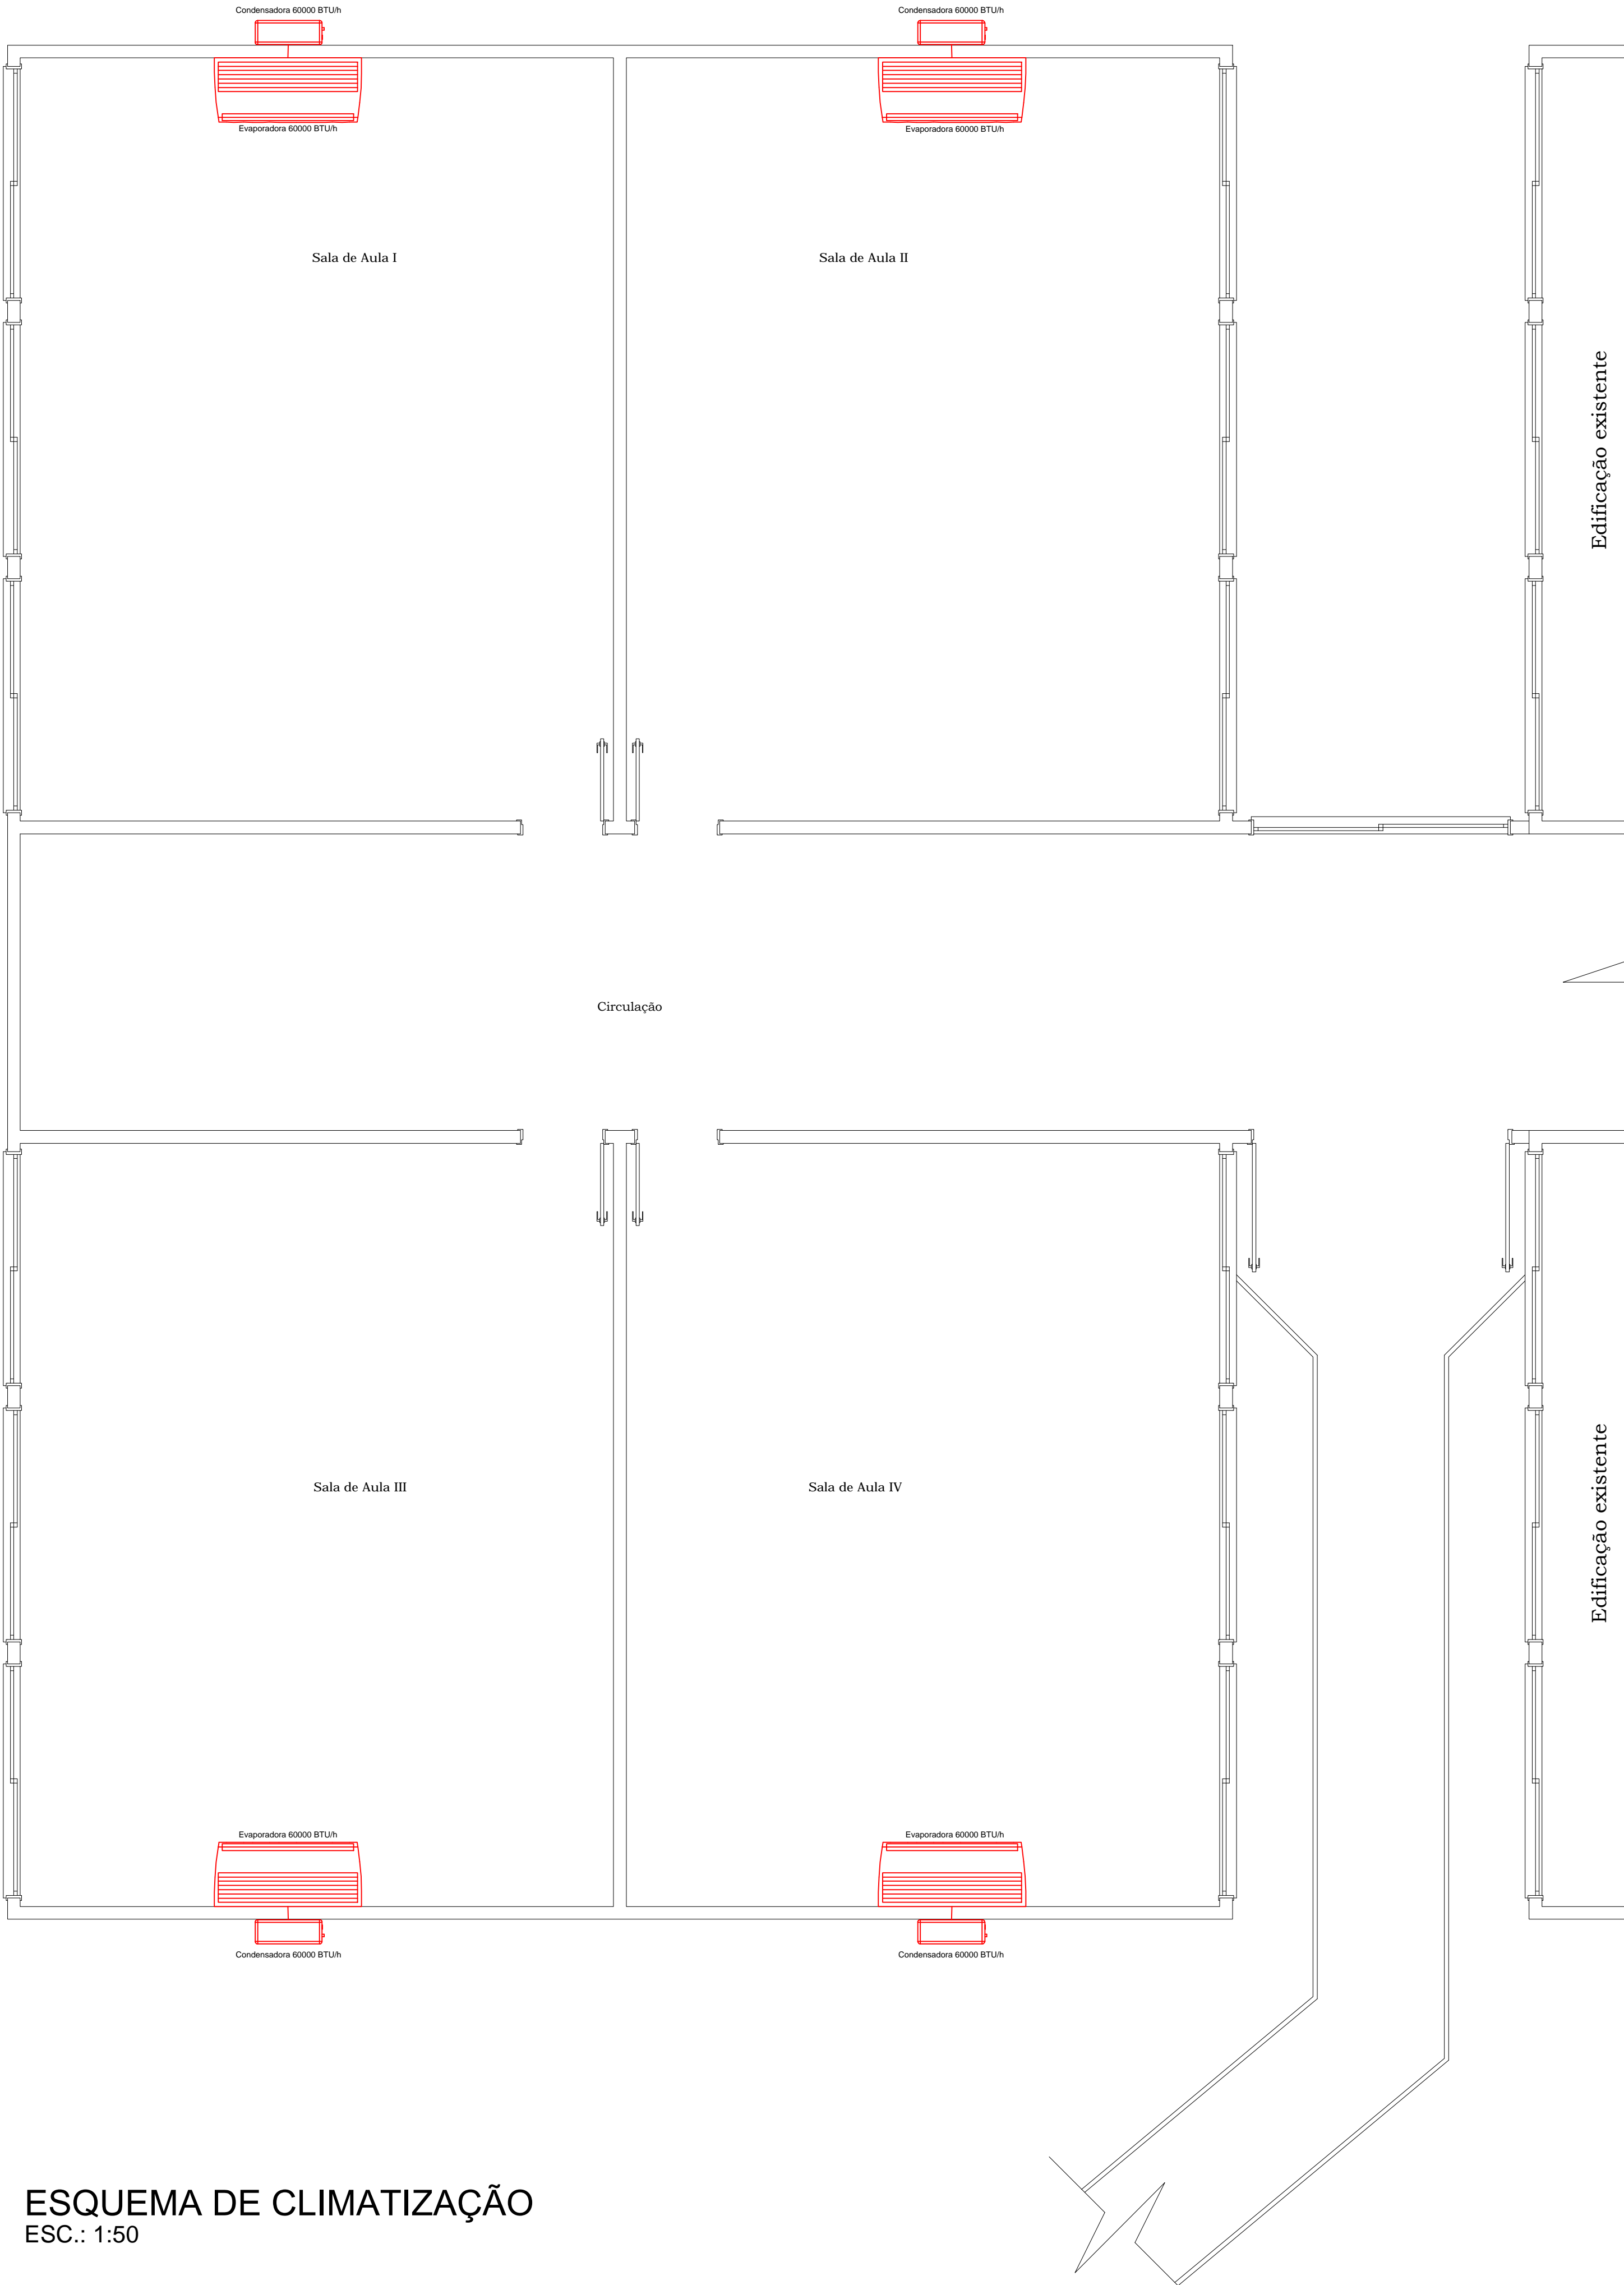 Condensadora 60000 BTU/h
Condensadora 60000 BTU/h
Evaporadora 60000 BTU/h
Evaporadora 60000 BTU/h
Sala de Aula I
Sala de Aula II
Edificação existente
Circulação
Sala de Aula III
Sala de Aula IV
Edificação existente
Evaporadora 60000 BTU/h
Evaporadora 60000 BTU/h
Condensadora 60000 BTU/h
Condensadora 60000 BTU/h
ESQUEMA DE CLIMATIZAÇÃO
ESC.: 1:50